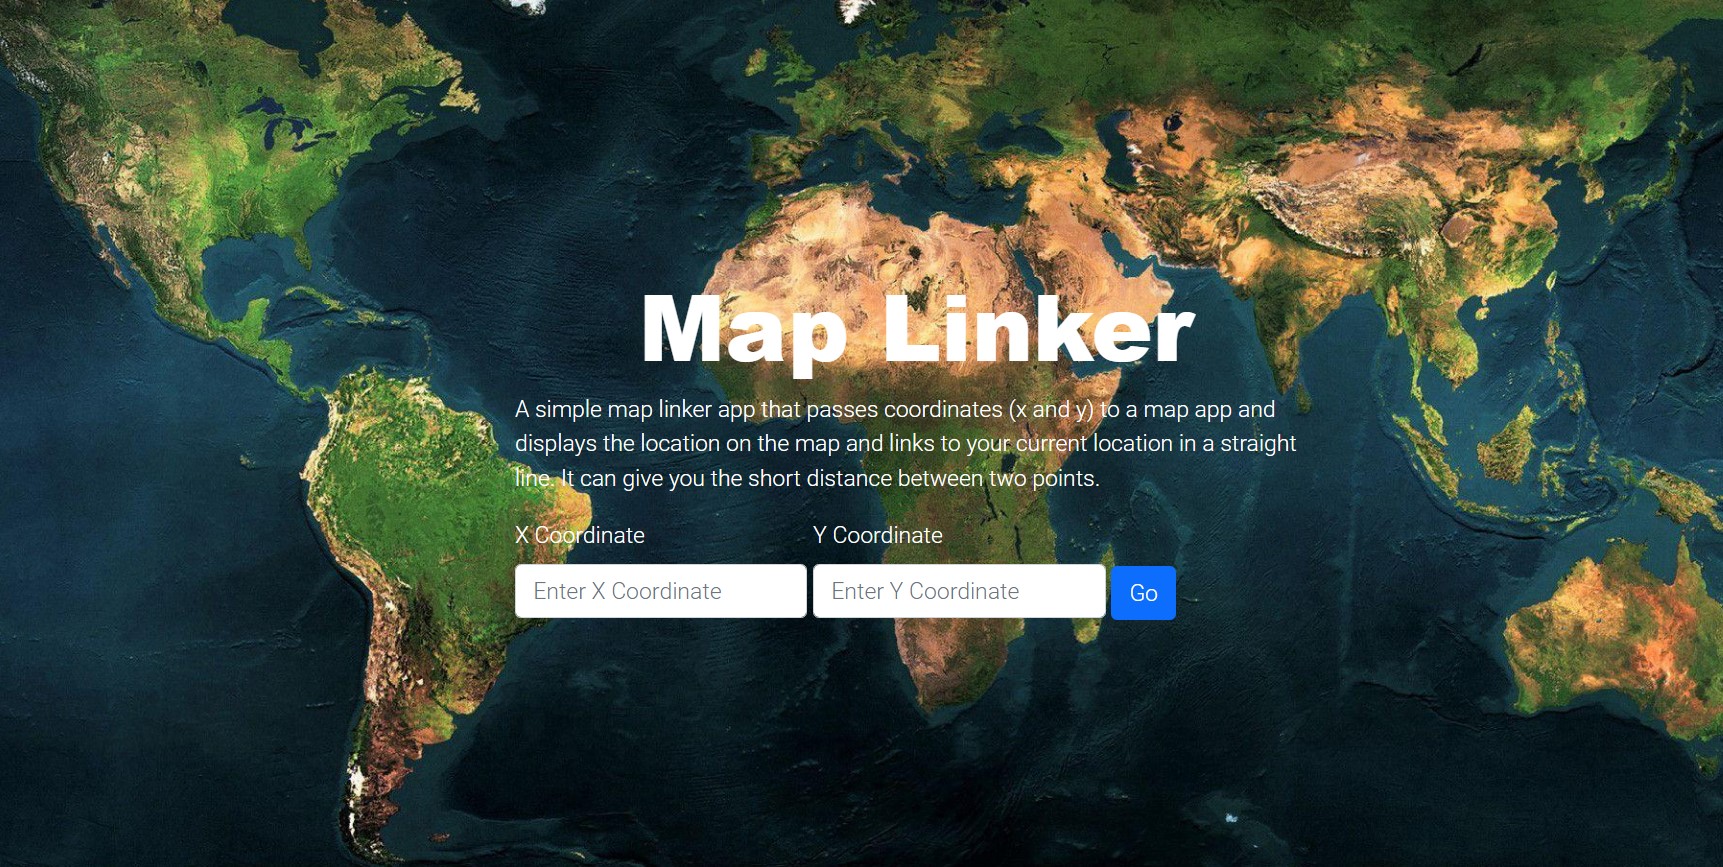 Map Linker
A simple map linker app that passes coordinates (x and y) to a map app and
displays the location on the map and links to your current location in a straight
line. It can give you the short distance between two points.
X Coordinate Y Coordinate
Enter X Coordinate Enter Y Coordinate Go